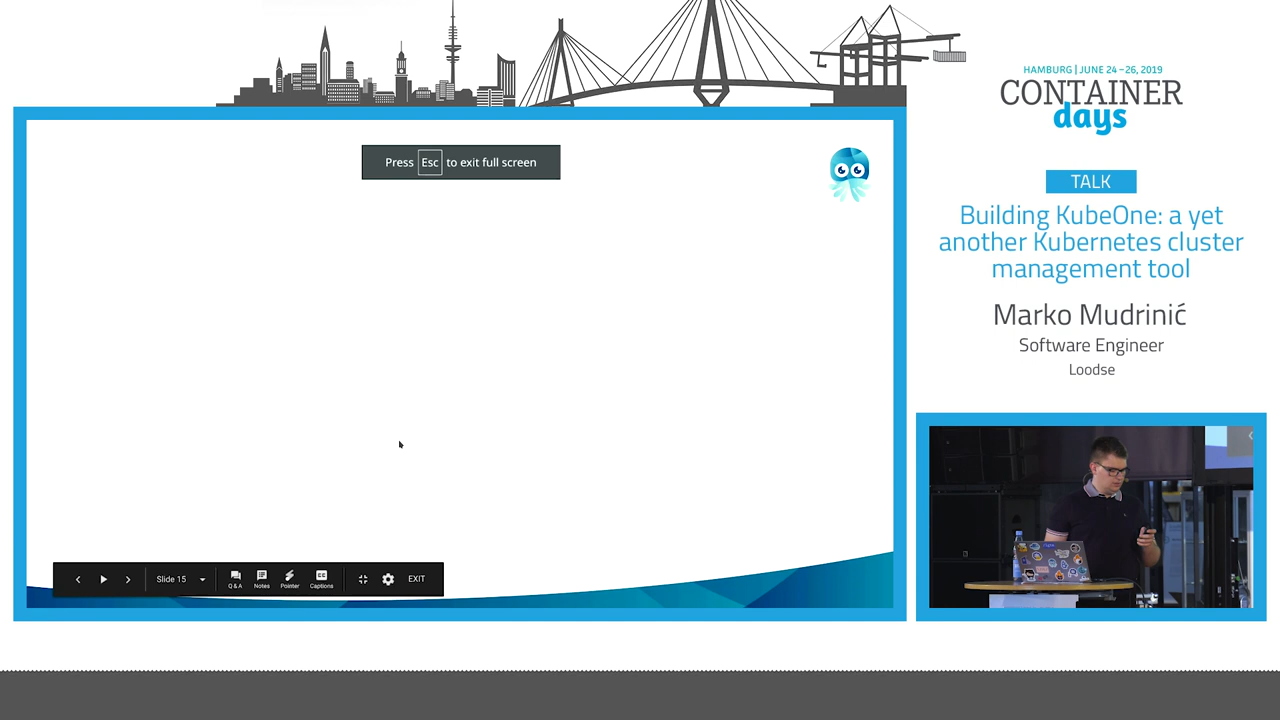 HAMBURG | JUNE 24–26, 2019
CONTAINER
days
TALK
Building KubeOne: a yet
another Kubernetes cluster
management tool
Marko Mudrinić
Software Engineer
Loodse
Press Esc to exit full screen
Slide 15
Q & A
Notes
Pointer
Captions
EXIT